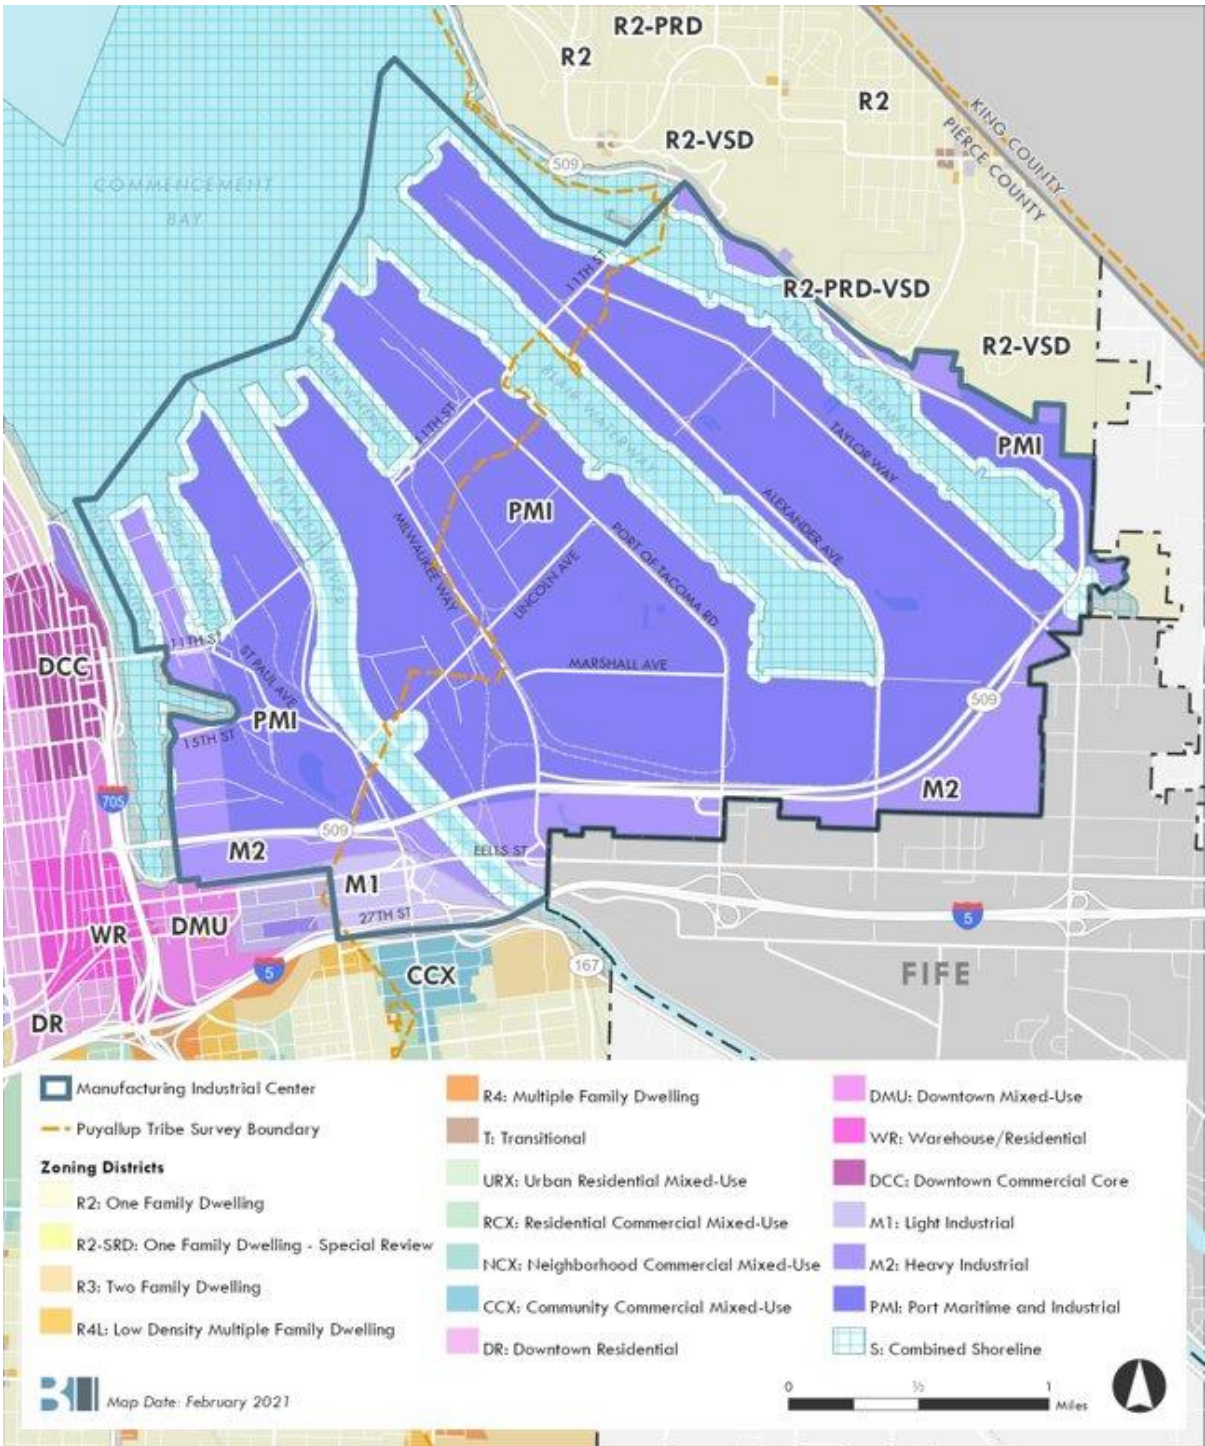 R2-PRD
R2
R2
R2-VSD
KING COUNTY
PIERCE COUNTY
509
COMMENCEMENT
BAY
11TH ST
R2-PRD-VSD
R2-VSD
HYLEBOS WATERWAY
BLAIR WATERWAY
SITCUM WATERWAY
11TH ST
TAYLOR WAY
PMI
ALEXANDER AVE
PMI
PORT OF TACOMA RD
MILWAUKEE WAY
LINCOLN AVE
PUYALLUP RIVER
11TH ST
ST PAUL AVE
MARSHALL AVE
DCC
PMI
15TH ST
509
705
M2
509
M2
EELLS ST
M1
27TH ST
WR
DMU
5
5
167
CCX
FIFE
DR
Manufacturing Industrial Center
Puyallup Tribe Survey Boundary
Zoning Districts
R2: One Family Dwelling
R2-SRD: One Family Dwelling - Special Review
R3: Two Family Dwelling
R4L: Low Density Multiple Family Dwelling
R4: Multiple Family Dwelling
T: Transitional
URX: Urban Residential Mixed-Use
RCX: Residential Commercial Mixed-Use
NCX: Neighborhood Commercial Mixed-Use
CCX: Community Commercial Mixed-Use
DR: Downtown Residential
DMU: Downtown Mixed-Use
WR: Warehouse/Residential
DCC: Downtown Commercial Core
M1: Light Industrial
M2: Heavy Industrial
PMI: Port Maritime and Industrial
S: Combined Shoreline
Map Date: February 2021
0 ½ 1
Miles